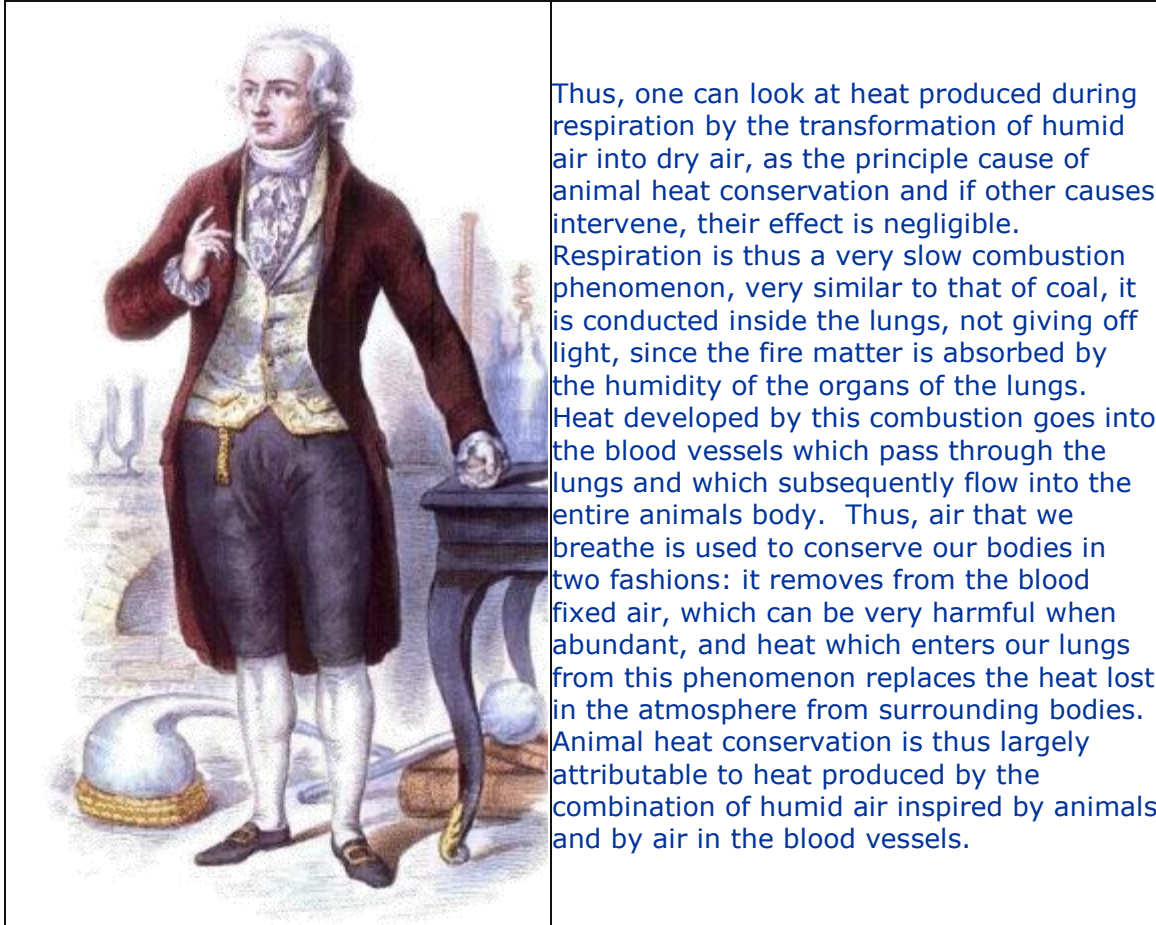 Thus, one can look at heat produced during
respiration by the transformation of humid
air into dry air, as the principle cause of
animal heat conservation and if other causes
intervene, their effect is negligible.
Respiration is thus a very slow combustion
phenomenon, very similar to that of coal, it
is conducted inside the lungs, not giving off
light, since the fire matter is absorbed by
the humidity of the organs of the lungs.
Heat developed by this combustion goes into
the blood vessels which pass through the
lungs and which subsequently flow into the
entire animals body.  Thus, air that we
breathe is used to conserve our bodies in
two fashions: it removes from the blood
fixed air, which can be very harmful when
abundant, and heat which enters our lungs
from this phenomenon replaces the heat lost
in the atmosphere from surrounding bodies.
Animal heat conservation is thus largely
attributable to heat produced by the
combination of humid air inspired by animals
and by air in the blood vessels.